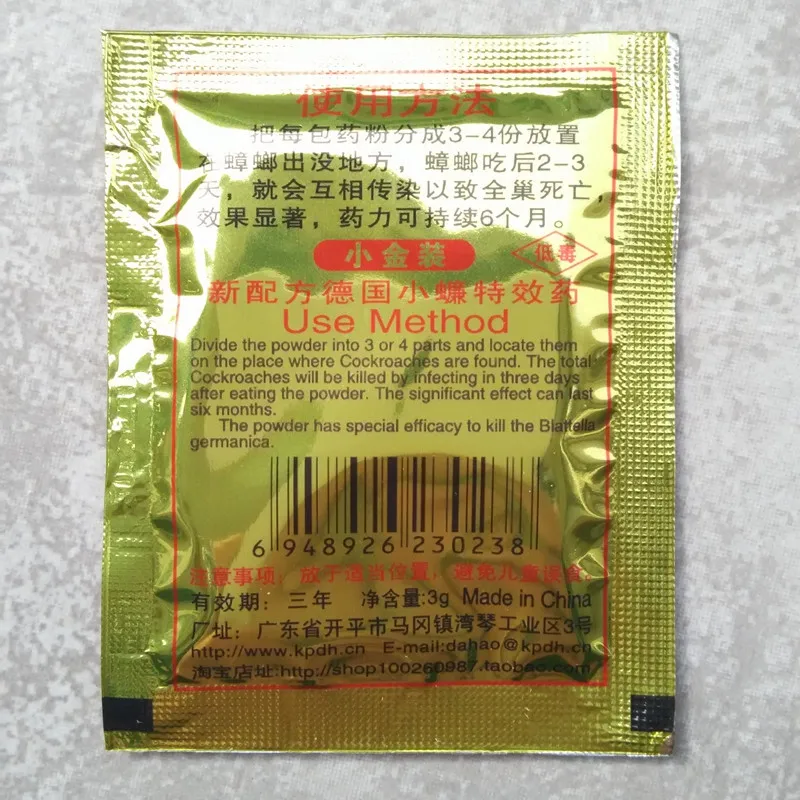 使用方法
把每包药粉分成3-4份放置
在蟑螂出没地方，蟑螂吃后2-3
天，就会互相传染以致全巢死亡，
效果显著，药力可持续6个月。
小金装
低毒
新配方德国小蠊特效药
Use Method
Divide the powder into 3 or 4 parts and locate them
on the place where Cockroaches are found. The total
Cockroaches will be killed by infecting in three days
after eating the powder. The significant effect can last
six months.
The powder has special efficacy to kill the Blattella
germanica.
6 948926 230238
注意事项：放于适当位置，避免儿童误食。
有效期：三年 净含量:3g Made in China
厂址：广东省开平市马冈镇湾琴工业区3号
http://www.kpdh.cn E-mail:dahao@kpdh.cn
淘宝店址:http://shop100260987.taobao.com